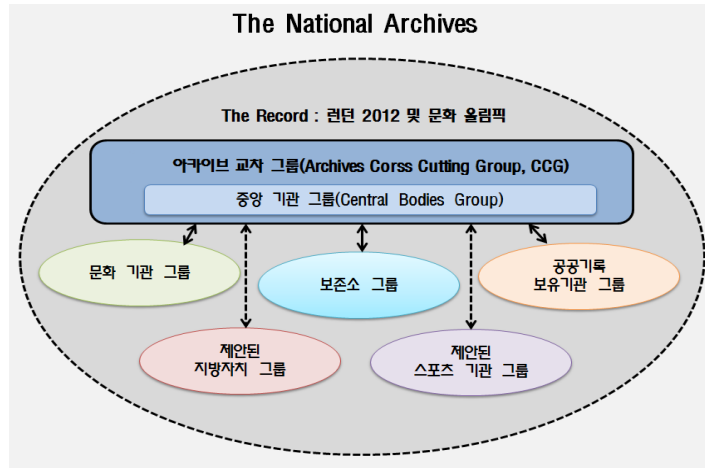 The National Archives
The Record : 런던 2012 및 문화 올림픽
아카이브 교차 그룹(Archives Corss Cutting Group, CCG)
중앙 기관 그룹(Central Bodies Group)
문화 기관 그룹
보존소 그룹
공공기록
보유기관 그룹
제안된
지방자치 그룹
제안된
스포츠 기관 그룹